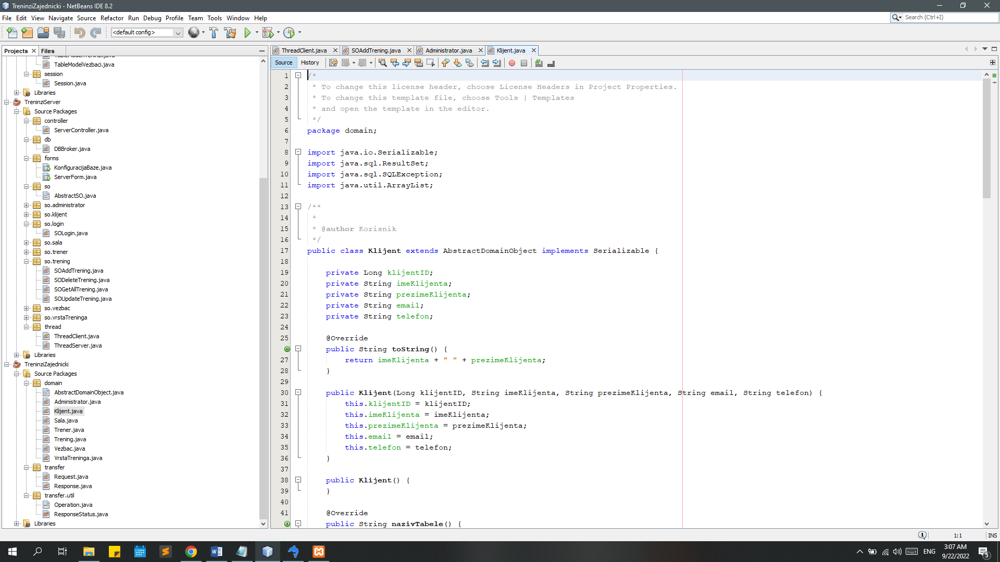 TreninziZajednicki - NetBeans IDE 8.2
File Edit View Navigate Source Refactor Run Debug Profile Team Tools Window Help
Search (Ctrl+I)
<default config>
Projects Files
TableModelTreninzi.java
TableModelVezbaci.java
session
Session.java
Libraries
TreninziServer
Source Packages
controller
ServerController.java
db
DBBroker.java
forms
KonfiguracijaBaze.java
ServerForm.java
so
AbstractSO.java
so.administrator
so.klijent
so.login
SOLogin.java
so.sala
so.trener
so.trening
SOAddTrening.java
SODeleteTrening.java
SOGetAllTrening.java
SOUpdateTrening.java
so.vezbac
so.vrstaTreninga
thread
ThreadClient.java
ThreadServer.java
Libraries
TreninziZajednicki
Source Packages
domain
AbstractDomainObject.java
Administrator.java
Klijent.java
Sala.java
Trener.java
Trening.java
Vezbac.java
VrstaTreninga.java
transfer
Request.java
Response.java
transfer.util
Operation.java
ResponseStatus.java
Libraries
ThreadClient.java SOAddTrening.java Administrator.java Klijent.java
Source History
1 /*
2 * To change this license header, choose License Headers in Project Properties.
3 * To change this template file, choose Tools | Templates
4 * and open the template in the editor.
5 */
6 package domain;
7
8 import java.io.Serializable;
9 import java.sql.ResultSet;
10 import java.sql.SQLException;
11 import java.util.ArrayList;
12
13 /**
14 *
15 * @author Korisnik
16 */
17 public class Klijent extends AbstractDomainObject implements Serializable {
18
19 private Long klijentID;
20 private String imeKlijenta;
21 private String prezimeKlijenta;
22 private String email;
23 private String telefon;
24
25 @Override
public String toString() {
27 return imeKlijenta + " " + prezimeKlijenta;
28 }
29
30 public Klijent(Long klijentID, String imeKlijenta, String prezimeKlijenta, String email, String telefon) {
31 this.klijentID = klijentID;
32 this.imeKlijenta = imeKlijenta;
33 this.prezimeKlijenta = prezimeKlijenta;
34 this.email = email;
35 this.telefon = telefon;
36 }
37
38 public Klijent() {
39 }
40
41 @Override
public String nazivTabele() {
1 1:1 INS
ENG 3:07 AM
9/22/2022 5